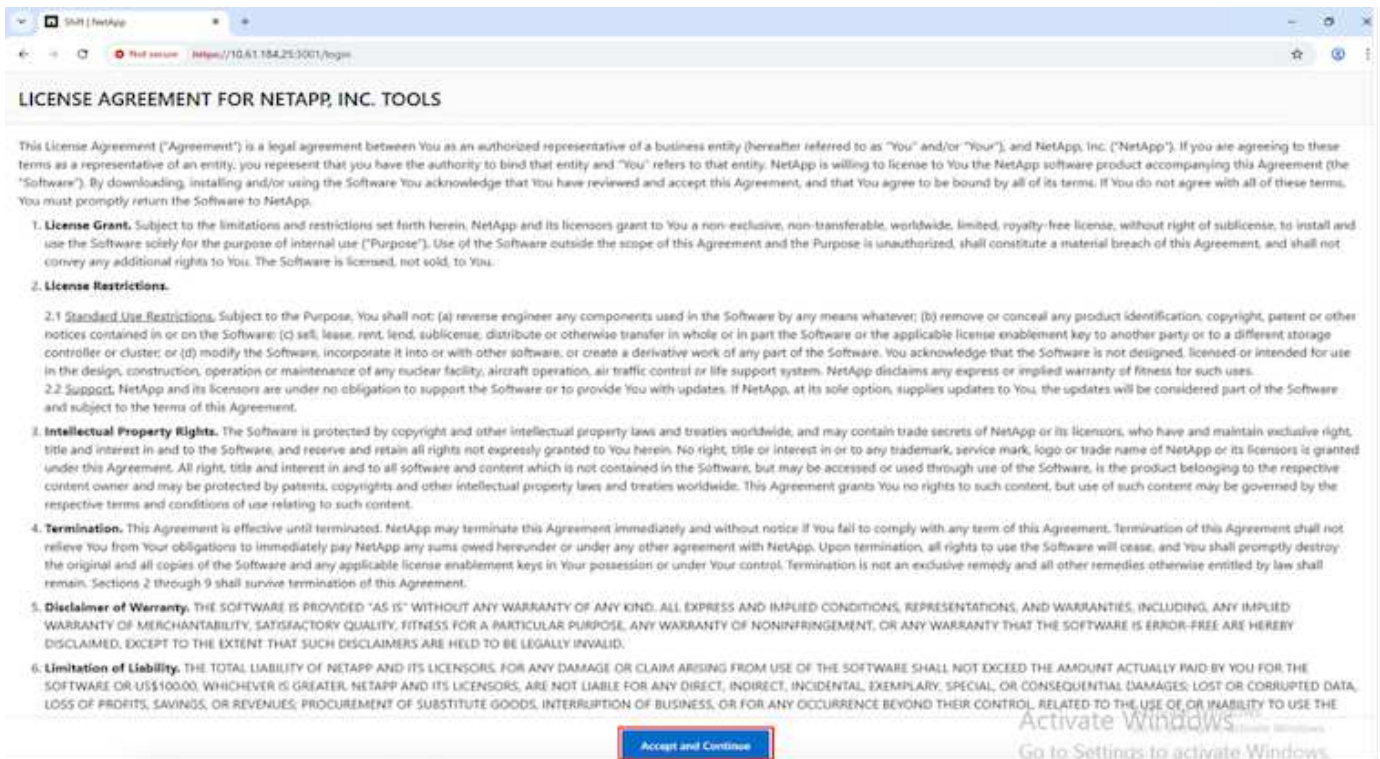 Shift | NetApp
Not secure https://10.61.184.25:3001/login
LICENSE AGREEMENT FOR NETAPP, INC. TOOLS
This License Agreement ("Agreement") is a legal agreement between You as an authorized representative of a business entity (hereafter referred to as "You" and/or "Your"), and NetApp, Inc. ("NetApp"). If you are agreeing to these
terms as a representative of an entity, you represent that you have the authority to bind that entity and "You" refers to that entity. NetApp is willing to license to You the NetApp software product accompanying this Agreement (the
"Software"). By downloading, installing and/or using the Software You acknowledge that You have reviewed and accept this Agreement, and that You agree to be bound by all of its terms. If You do not agree with all of these terms,
You must promptly return the Software to NetApp.
1. License Grant. Subject to the limitations and restrictions set forth herein, NetApp and its licensors grant to You a non-exclusive, non-transferable, worldwide, limited, royalty-free license, without right of sublicense, to install and
use the Software solely for the purpose of internal use ("Purpose"). Use of the Software outside the scope of this Agreement and the Purpose is unauthorized, shall constitute a material breach of this Agreement, and shall not
convey any additional rights to You. The Software is licensed, not sold, to You.
2. License Restrictions.
2.1 Standard Use Restrictions. Subject to the Purpose, You shall not: (a) reverse engineer any components used in the Software by any means whatever; (b) remove or conceal any product identification, copyright, patent or other
notices contained in or on the Software; (c) sell, lease, rent, lend, sublicense, distribute or otherwise transfer in whole or in part the Software or the applicable license enablement key to another party or to a different storage
controller or cluster; or (d) modify the Software, incorporate it into or with other software, or create a derivative work of any part of the Software. You acknowledge that the Software is not designed, licensed or intended for use
in the design, construction, operation or maintenance of any nuclear facility, aircraft operation, air traffic control or life support system. NetApp disclaims any express or implied warranty of fitness for such uses.
2.2 Support. NetApp and its licensors are under no obligation to support the Software or to provide You with updates. If NetApp, at its sole option, supplies updates to You, the updates will be considered part of the Software
and subject to the terms of this Agreement.
3. Intellectual Property Rights. The Software is protected by copyright and other intellectual property laws and treaties worldwide, and may contain trade secrets of NetApp or its licensors, who have and maintain exclusive right,
title and interest in and to the Software, and reserve and retain all rights not expressly granted to You herein. No right, title or interest in or to any trademark, service mark, logo or trade name of NetApp or its licensors is granted
under this Agreement. All right, title and interest in and to all software and content which is not contained in the Software, but may be accessed or used through use of the Software, is the product belonging to the respective
content owner and may be protected by patents, copyrights and other intellectual property laws and treaties worldwide. This Agreement grants You no rights to such content, but use of such content may be governed by the
respective terms and conditions of use relating to such content.
4. Termination. This Agreement is effective until terminated. NetApp may terminate this Agreement immediately and without notice if You fail to comply with any term of this Agreement. Termination of this Agreement shall not
relieve You from Your obligations to immediately pay NetApp any sums owed hereunder or under any other agreement with NetApp. Upon termination, all rights to use the Software will cease, and You shall promptly destroy
the original and all copies of the Software and any applicable license enablement keys in Your possession or under Your control. Termination is not an exclusive remedy and all other remedies otherwise entitled by law shall
remain. Sections 2 through 9 shall survive termination of this Agreement.
5. Disclaimer of Warranty. THE SOFTWARE IS PROVIDED "AS IS" WITHOUT ANY WARRANTY OF ANY KIND. ALL EXPRESS AND IMPLIED CONDITIONS, REPRESENTATIONS, AND WARRANTIES, INCLUDING, ANY IMPLIED
WARRANTY OF MERCHANTABILITY, SATISFACTORY QUALITY, FITNESS FOR A PARTICULAR PURPOSE, ANY WARRANTY OF NONINFRINGEMENT, OR ANY WARRANTY THAT THE SOFTWARE IS ERROR-FREE ARE HEREBY
DISCLAIMED, EXCEPT TO THE EXTENT THAT SUCH DISCLAIMERS ARE HELD TO BE LEGALLY INVALID.
6. Limitation of Liability. THE TOTAL LIABILITY OF NETAPP AND ITS LICENSORS, FOR ANY DAMAGE OR CLAIM ARISING FROM USE OF THE SOFTWARE SHALL NOT EXCEED THE AMOUNT ACTUALLY PAID BY YOU FOR THE
SOFTWARE OR US$100.00, WHICHEVER IS GREATER. NETAPP AND ITS LICENSORS, ARE NOT LIABLE FOR ANY DIRECT, INDIRECT, INCIDENTAL, EXEMPLARY, SPECIAL, OR CONSEQUENTIAL DAMAGES; LOST OR CORRUPTED DATA,
LOSS OF PROFITS, SAVINGS, OR REVENUES; PROCUREMENT OF SUBSTITUTE GOODS, INTERRUPTION OF BUSINESS, OR FOR ANY OCCURRENCE BEYOND THEIR CONTROL, RELATED TO THE USE OF OR INABILITY TO USE THE
Activate Windows
Accept and Continue
Go to Settings to activate Windows.